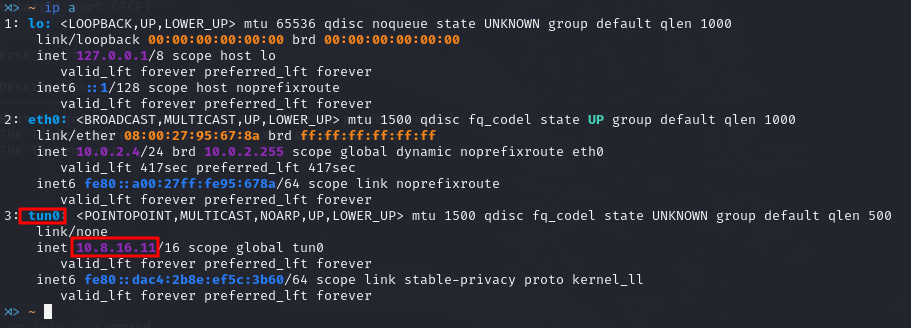 ~ ip a
1: lo: <LOOPBACK,UP,LOWER_UP> mtu 65536 qdisc noqueue state UNKNOWN group default qlen 1000
link/loopback 00:00:00:00:00:00 brd 00:00:00:00:00:00
inet 127.0.0.1/8 scope host lo
valid_lft forever preferred_lft forever
inet6 ::1/128 scope host noprefixroute
valid_lft forever preferred_lft forever
2: eth0: <BROADCAST,MULTICAST,UP,LOWER_UP> mtu 1500 qdisc fq_codel state UP group default qlen 1000
link/ether 08:00:27:95:67:8a brd ff:ff:ff:ff:ff:ff
inet 10.0.2.4/24 brd 10.0.2.255 scope global dynamic noprefixroute eth0
valid_lft 417sec preferred_lft 417sec
inet6 fe80::a00:27ff:fe95:678a/64 scope link noprefixroute
valid_lft forever preferred_lft forever
3: tun0: <POINTOPOINT,MULTICAST,NOARP,UP,LOWER_UP> mtu 1500 qdisc fq_codel state UNKNOWN group default qlen 500
link/none
inet 10.8.16.11/16 scope global tun0
valid_lft forever preferred_lft forever
inet6 fe80::dac4:2b8e:ef5c:3b60/64 scope link stable-privacy proto kernel_ll
valid_lft forever preferred_lft forever
~